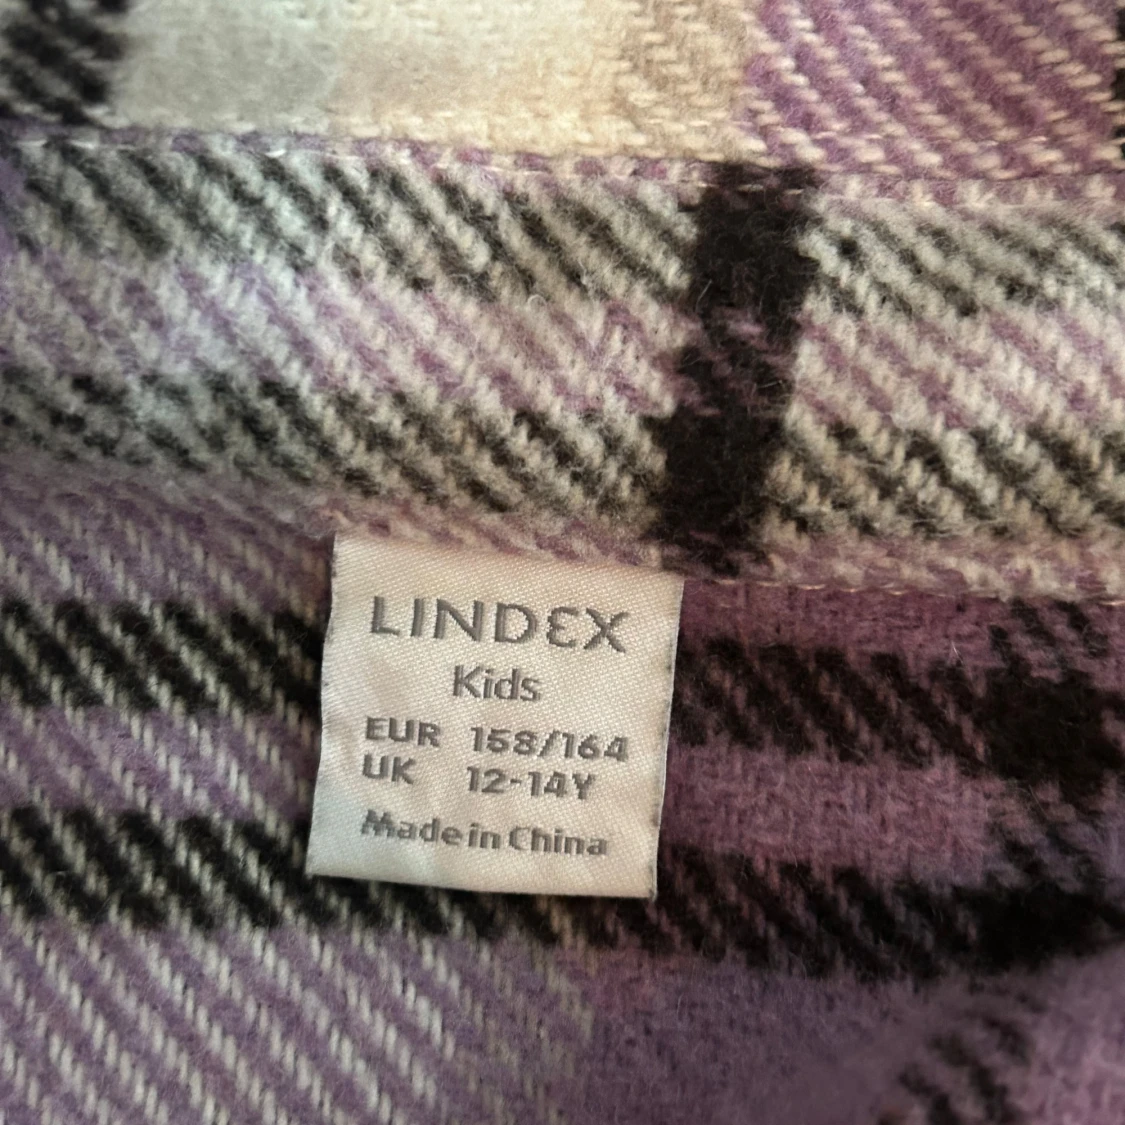 LINDEX
Kids
EUR 158/164
UK 12-14Y
Made in China